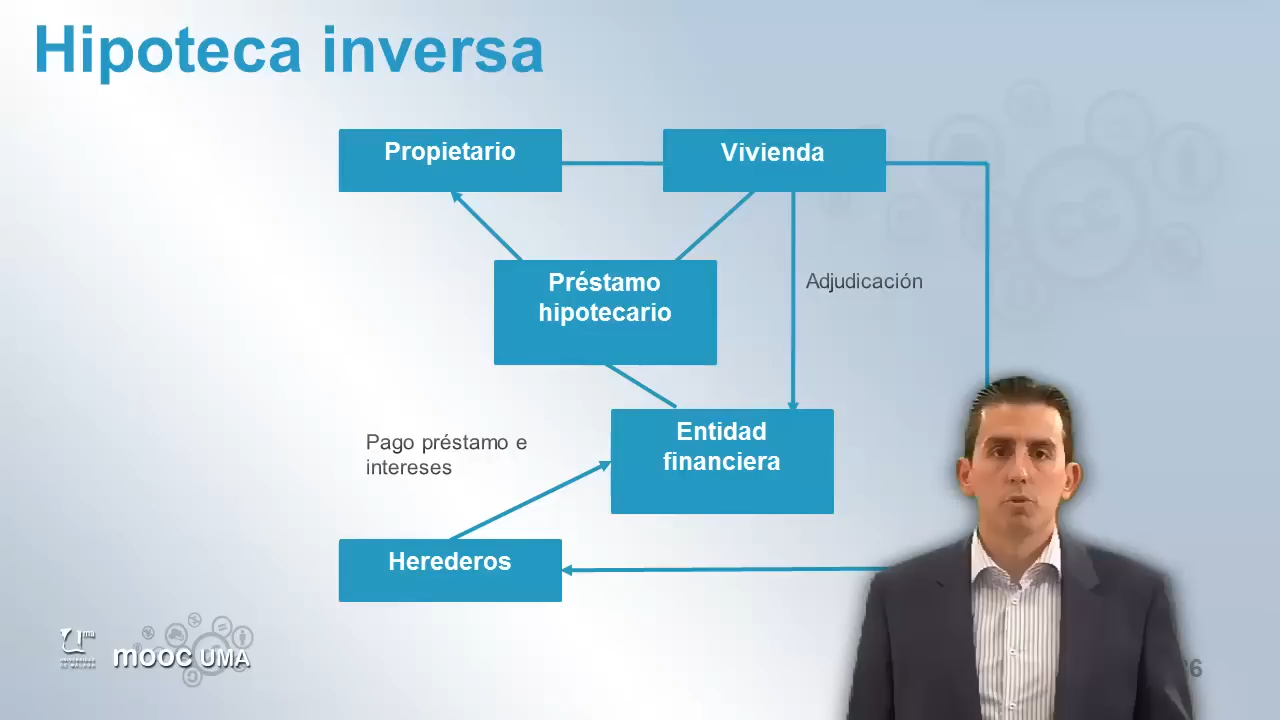 Hipoteca inversa
Propietario
Vivienda
Préstamo
hipotecario
Adjudicación
Entidad
financiera
Pago préstamo e
intereses
Herederos
mooc UMA